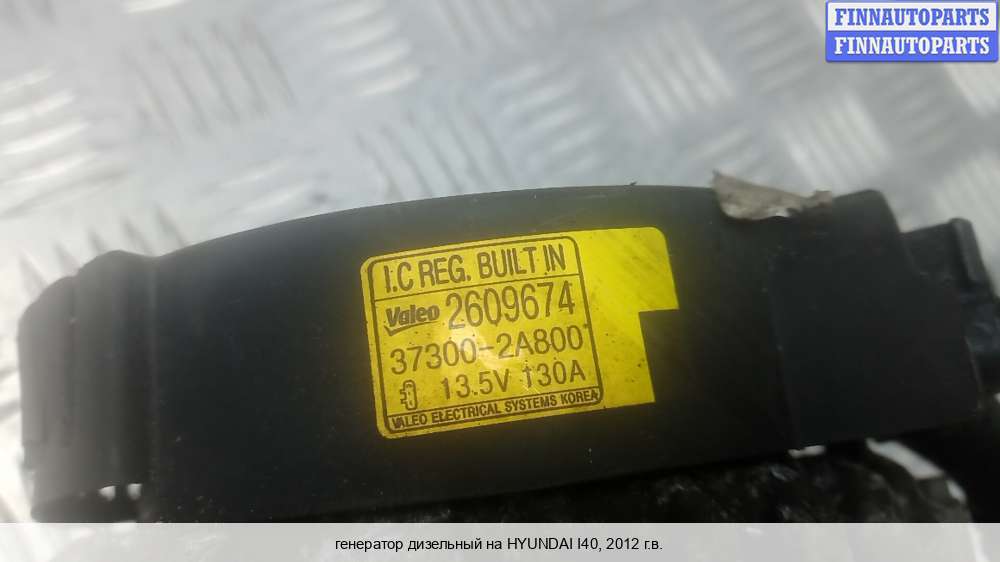 FINNAUTOPARTS
FINNAUTOPARTS
I.C REG. BUILT IN
Valeo 2609674
37300-2A800
13.5V 130A
VALEO ELECTRICAL SYSTEMS KOREA
генератор дизельный на HYUNDAI I40, 2012 г.в.